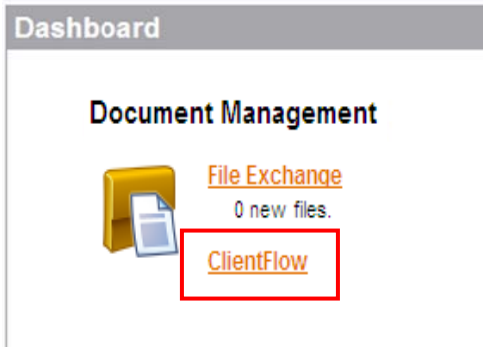 Dashboard
Document Management
File Exchange
0 new files.
ClientFlow